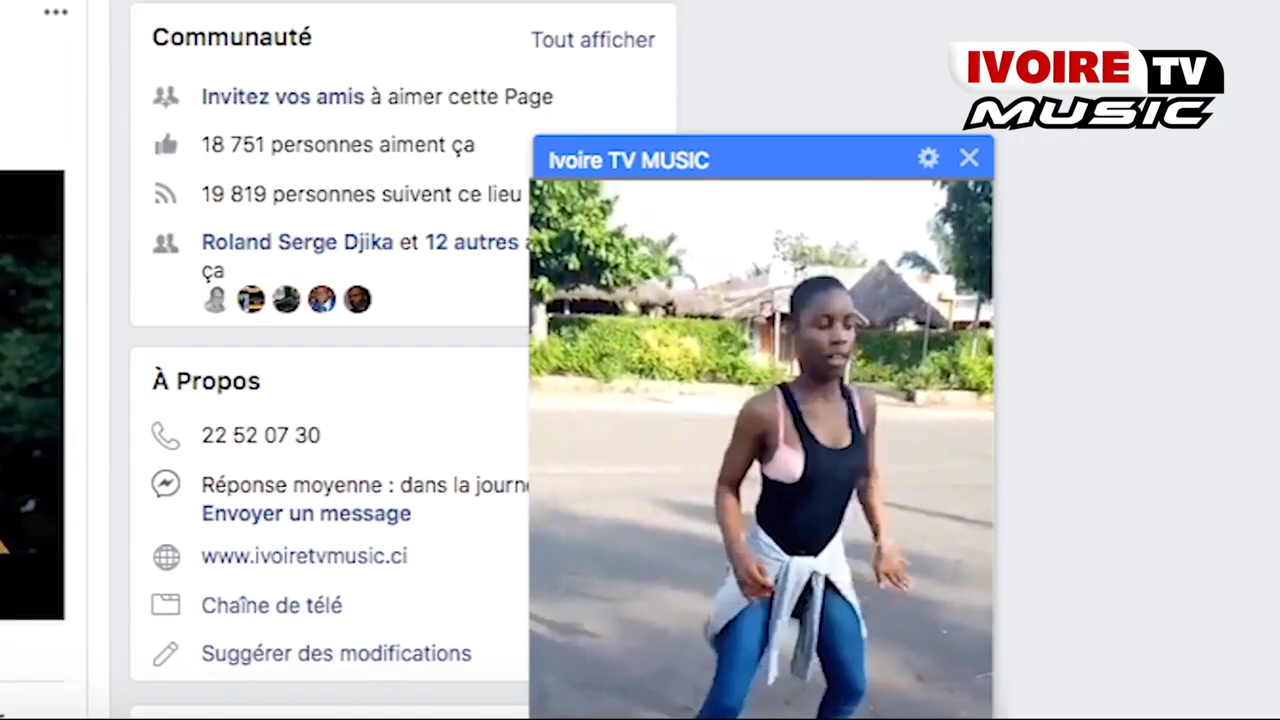 Communauté
Tout afficher
Invitez vos amis à aimer cette Page
18 751 personnes aiment ça
19 819 personnes suivent ce lieu
Roland Serge Djika et 12 autres
ça
À Propos
22 52 07 30
Réponse moyenne : dans la journ
Envoyer un message
www.ivoiretvmusic.ci
Chaîne de télé
Suggérer des modifications
Ivoire TV MUSIC
IVOIRE TV
MUSIC